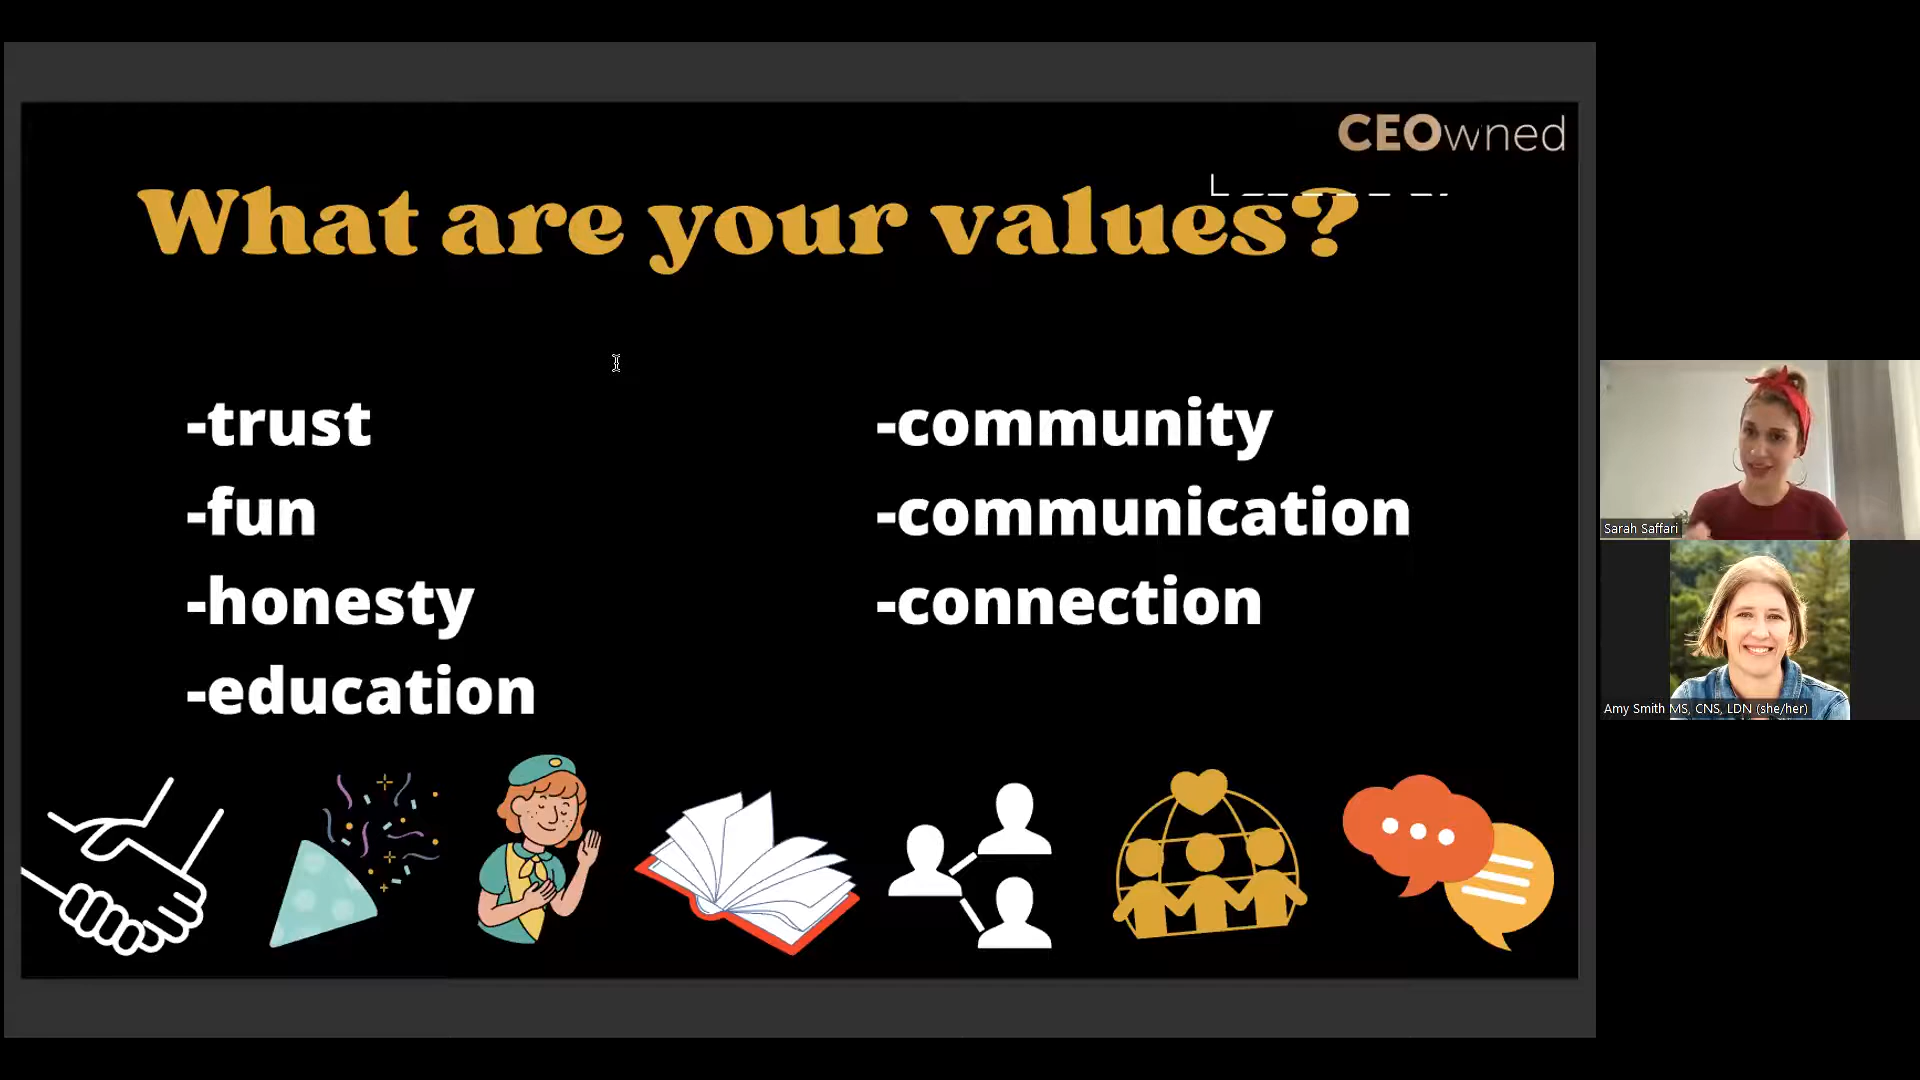 CEOwned
What are your values?
-trust
-fun
-honesty
-education
-community
-communication
-connection
Sarah Saffari
Amy Smith MS, CNS, LDN (she/her)